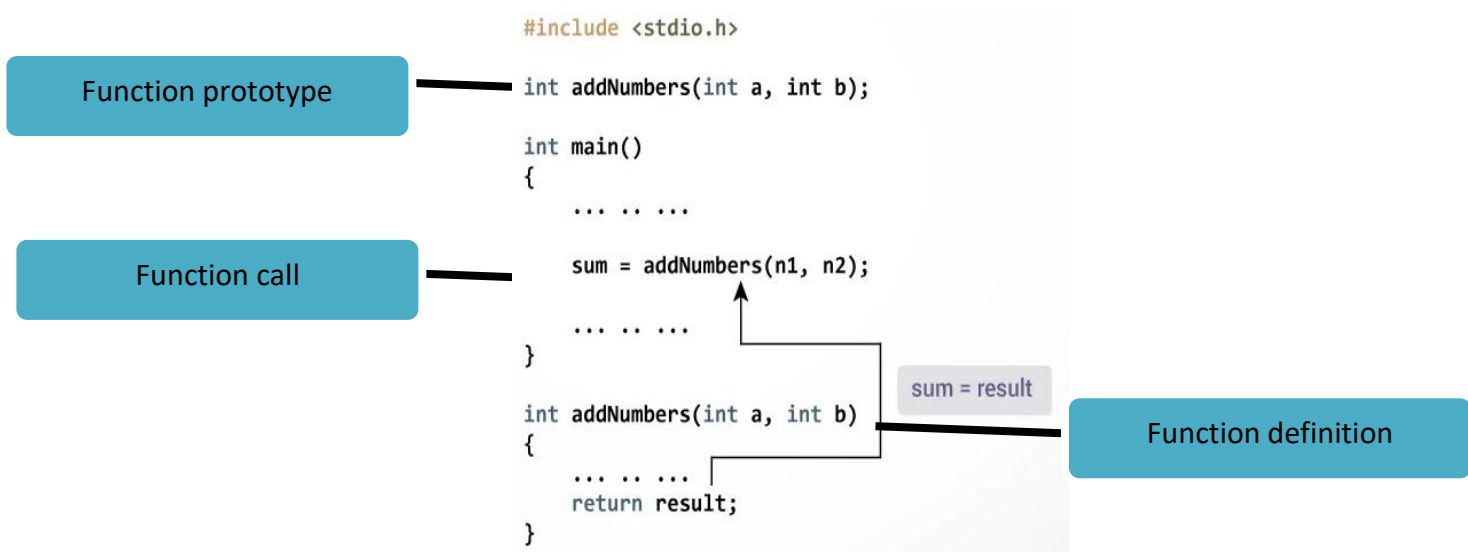 #include <stdio.h>
Function prototype
int addNumbers(int a, int b);
int main()
{
... .. ...
Function call
sum = addNumbers(n1, n2);
... .. ...
}
sum = result
int addNumbers(int a, int b)
Function definition
{
... .. ...
return result;
}